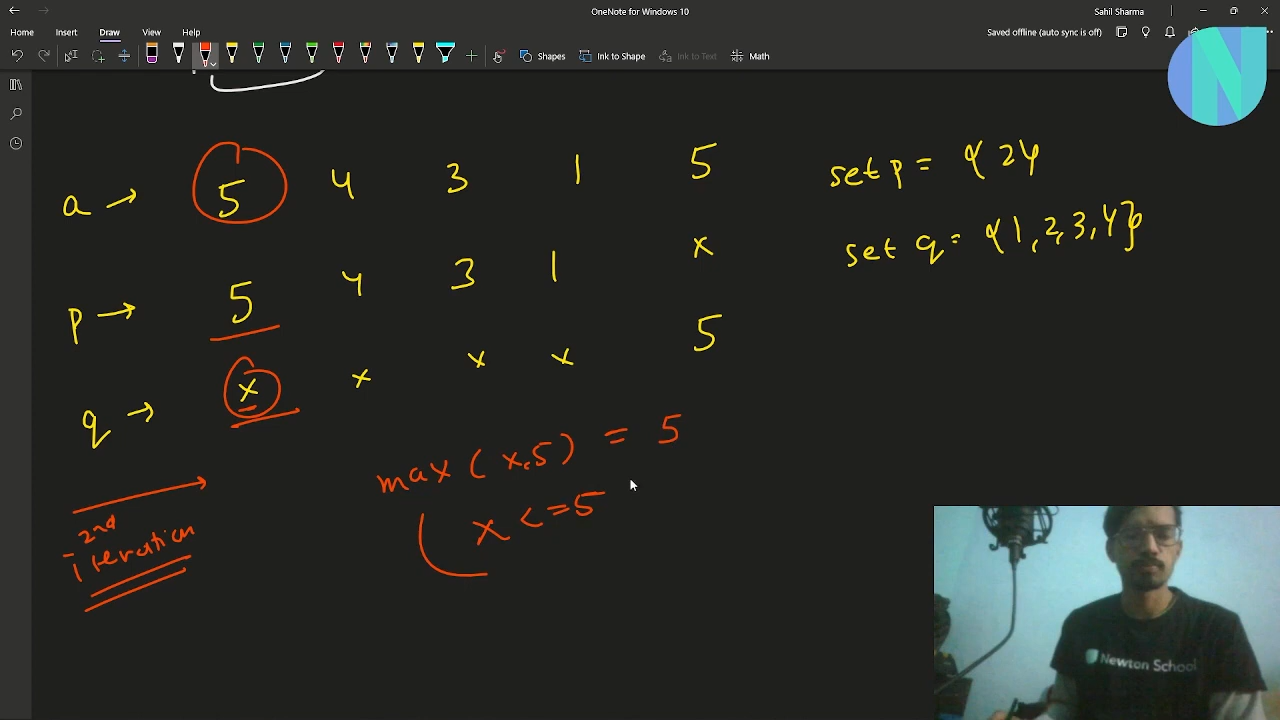 OneNote for Windows 10
Sahil Sharma
Home Insert Draw View Help
Saved offline (auto sync is off)
Shapes Ink to Shape Ink to Text Math
a → 5 4 3 1 5
set p = { 2 }
p → 5 4 3 1 x
set q = { 1, 2, 3, 4 }
q → x x x x 5
max ( x, 5 ) = 5
x <= 5
2nd
iteration
Newton School